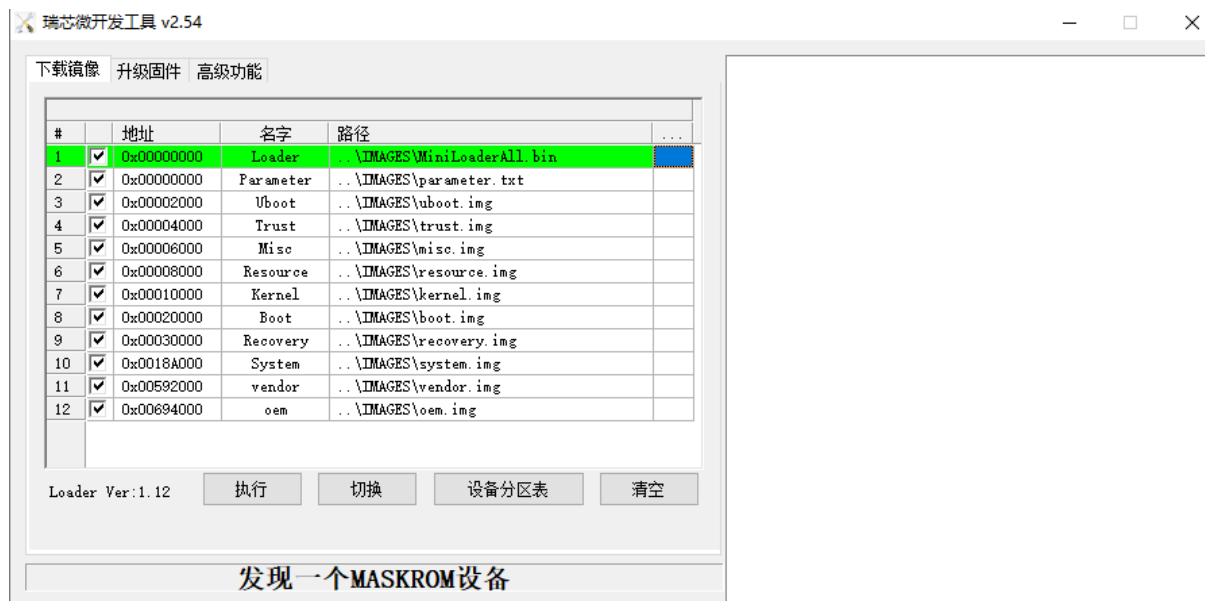 瑞芯微开发工具 v2.54
下载镜像 升级固件 高级功能
# 地址 名字 路径 ...
1 0x00000000 Loader ..\IMAGES\MiniLoaderAll.bin
2 0x00000000 Parameter ..\IMAGES\parameter.txt
3 0x00002000 Uboot ..\IMAGES\uboot.img
4 0x00004000 Trust ..\IMAGES\trust.img
5 0x00006000 Misc ..\IMAGES\misc.img
6 0x00008000 Resource ..\IMAGES\resource.img
7 0x00010000 Kernel ..\IMAGES\kernel.img
8 0x00020000 Boot ..\IMAGES\boot.img
9 0x00030000 Recovery ..\IMAGES\recovery.img
10 0x0018A000 System ..\IMAGES\system.img
11 0x00592000 vendor ..\IMAGES\vendor.img
12 0x00694000 oem ..\IMAGES\oem.img
Loader Ver:1.12 执行 切换 设备分区表 清空
发现一个MASKROM设备